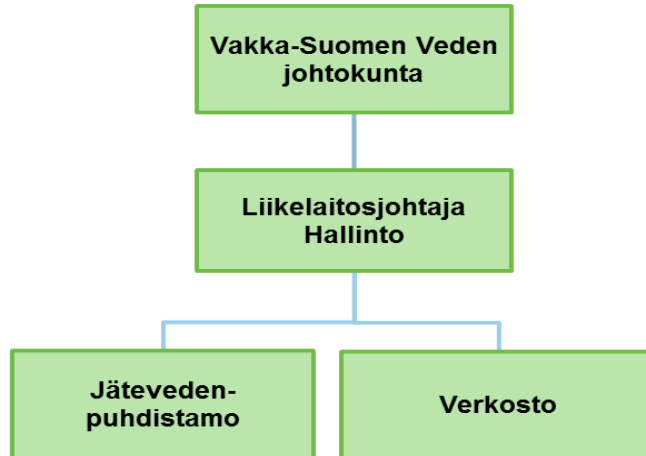 Vakka-Suomen Veden
johtokunta
Liikelaitosjohtaja
Hallinto
Jäteveden-
puhdistamo
Verkosto